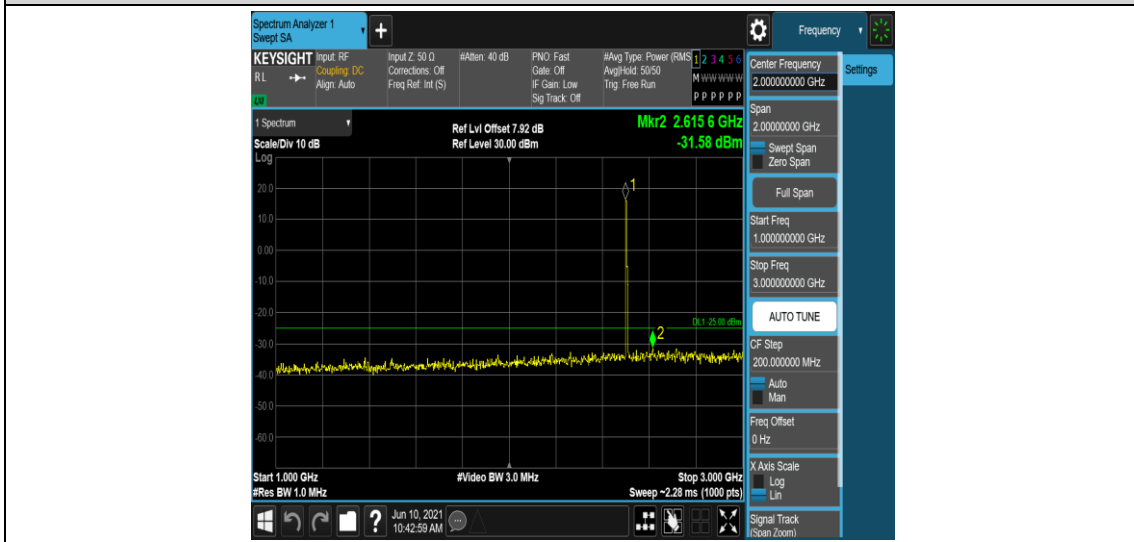 Spectrum Analyzer 1
Swept SA
Frequency
KEYSIGHT
RL
Input: RF
Coupling: DC
Align: Auto
Input Z: 50 Ω
Corrections: Off
Freq Ref: Int (S)
#Atten: 40 dB
PNO: Fast
Gate: Off
IF Gain: Low
Sig Track: Off
#Avg Type: Power (RMS
Avg|Hold: 50/50
Trig: Free Run
1 2 3 4 5 6
M W W W W W
P P P P P P
1 Spectrum
Scale/Div 10 dB
Ref Lvl Offset 7.92 dB
Ref Level 30.00 dBm
Mkr2 2.615 6 GHz
-31.58 dBm
Log
20.0
10.0
0.00
-10.0
-20.0
-30.0
-40.0
-50.0
-60.0
1
DL1 -25.00 dBm
2
Start 1.000 GHz
#Res BW 1.0 MHz
#Video BW 3.0 MHz
Stop 3.000 GHz
Sweep ~2.28 ms (1000 pts)
Jun 10, 2021
10:42:59 AM
Center Frequency
2.000000000 GHz
Settings
Span
2.00000000 GHz
Swept Span
Zero Span
Full Span
Start Freq
1.000000000 GHz
Stop Freq
3.000000000 GHz
AUTO TUNE
CF Step
200.000000 MHz
Auto
Man
Freq Offset
0 Hz
X Axis Scale
Log
Lin
Signal Track
(Span Zoom)